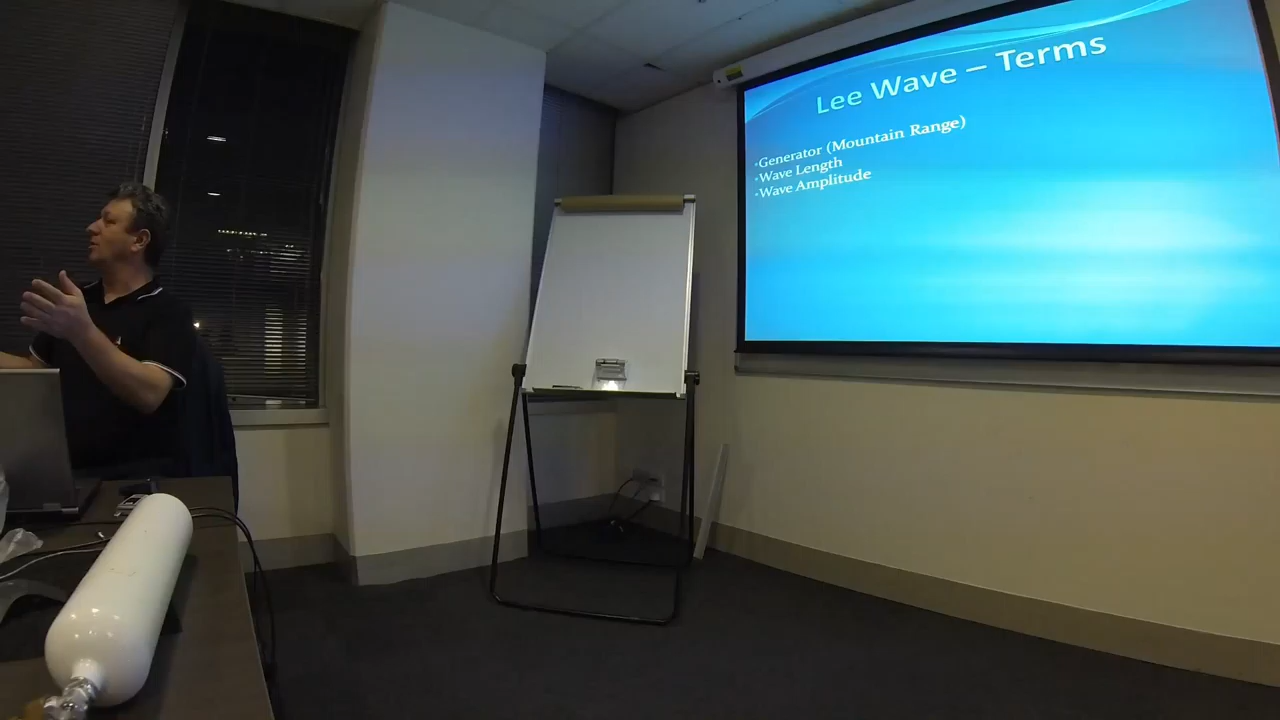 Lee Wave – Terms
•Generator (Mountain Range)
•Wave Length
•Wave Amplitude